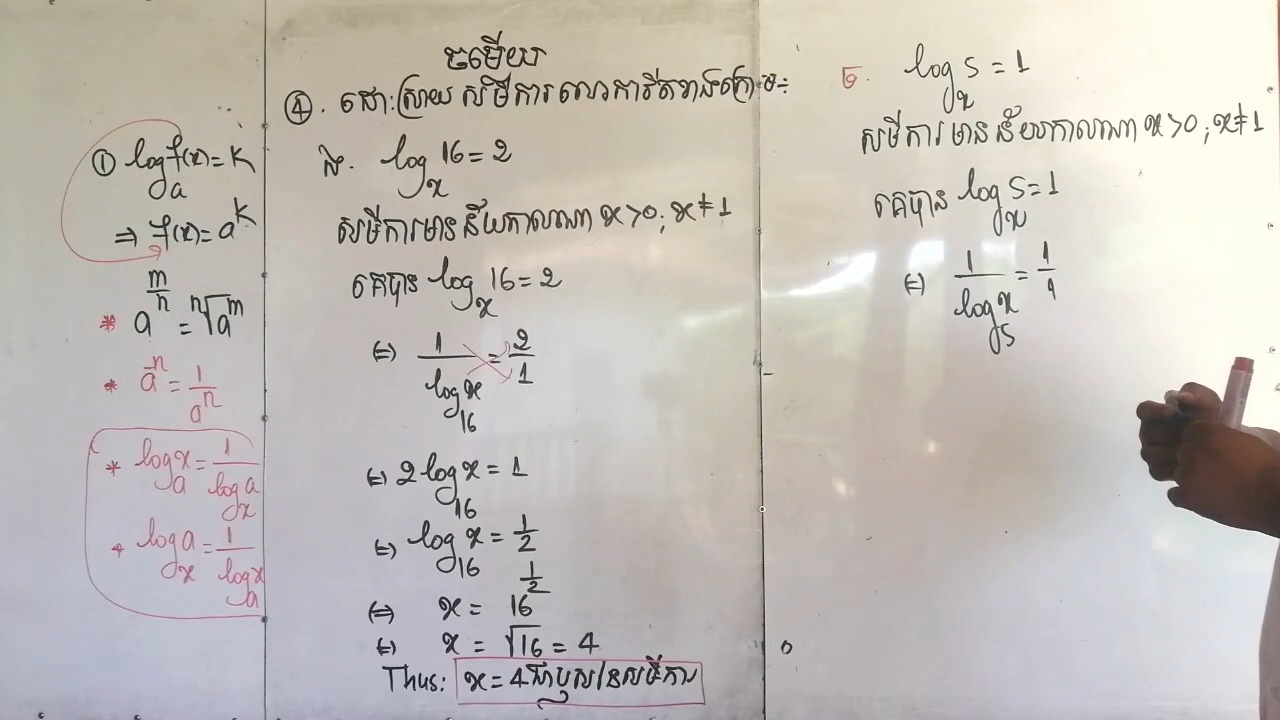 ① log_a f(x) = k
⇒ f(x) = a^k
* a^(m/n) = ⁿ√a^m
* a^(-n) = 1/a^n
* log_a x = 1/log_x a
* log_x a = 1/log_a x
ចម្លើយ
④. ដោះស្រាយសមីការលោការីតខាងក្រោម:
ង. log_x 16 = 2
សមីការមានន័យកាលណា x > 0; x ≠ 1
គេបាន log_x 16 = 2
⇔ 1/log_16 x = 2/1
⇔ 2 log_16 x = 1
⇔ log_16 x = 1/2
⇔ x = 16^(1/2)
⇔ x = √16 = 4
Thus: x = 4 ជាឫសនៃសមីការ
ច. log_x 5 = 1
សមីការមានន័យកាលណា x > 0; x ≠ 1
គេបាន log_x 5 = 1
⇔ 1/log_5 x = 1/1